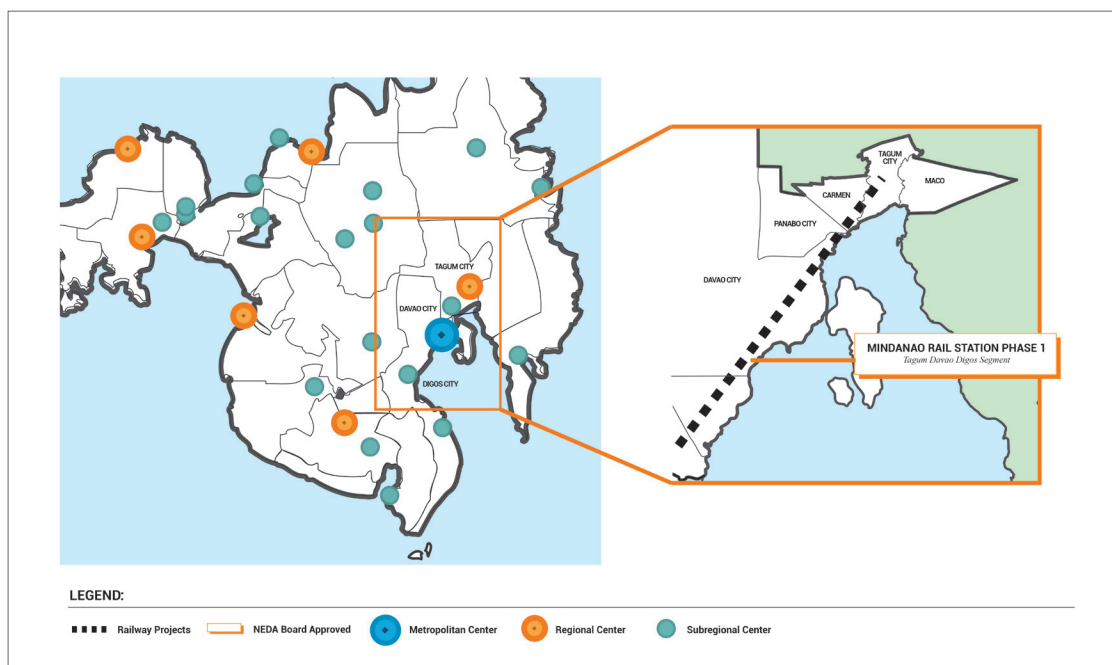 TAGUM CITY
DAVAO CITY
DIGOS CITY
TAGUM
CITY
MACO
CARMEN
PANABO CITY
DAVAO CITY
MINDANAO RAIL STATION PHASE 1
Tagum Davao Digos Segment
LEGEND:
Railway Projects
NEDA Board Approved
Metropolitan Center
Regional Center
Subregional Center